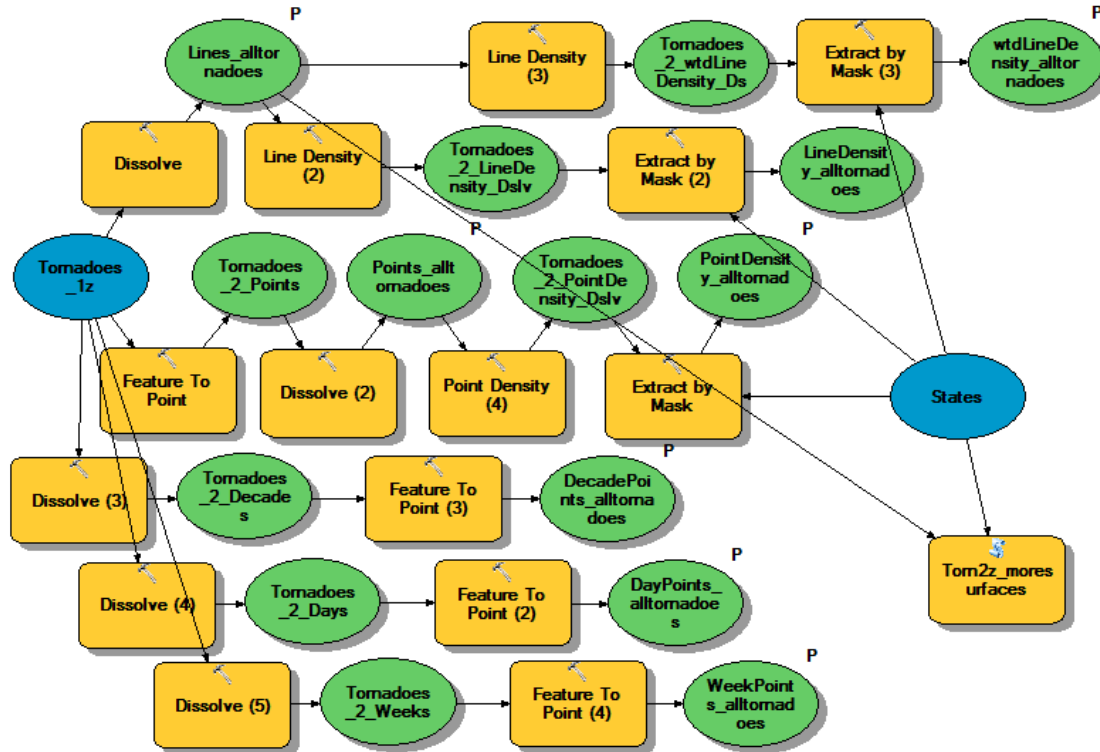 P
P
Lines_alltor
nadoes
Line Density
(3)
Tornadoes
_2_wtdLine
Density_Ds
Extract by
Mask (3)
wtdLineDe
nsity_alltor
nadoes
Dissolve
Line Density
(2)
Tornadoes
_2_LineDe
nsity_Dslv
Extract by
Mask (2)
LineDensit
y_alltornad
oes
P
P
Tornadoes
_1z
Tornadoes
_2_Points
Points_allt
ornadoes
Tornadoes
_2_PointDe
nsity_Dslv
PointDensit
y_alltornad
oes
Feature To
Point
Dissolve (2)
Point Density
(4)
Extract by
Mask
States
P
Dissolve (3)
Tornadoes
_2_Decade
s
Feature To
Point (3)
DecadePoi
nts_alltorna
does
Torn2z_mores
urfaces
P
Dissolve (4)
Tornadoes
_2_Days
Feature To
Point (2)
DayPoints_
alltornadoe
s
P
Dissolve (5)
Tornadoes
_2_Weeks
Feature To
Point (4)
WeekPoint
s_alltornad
oes